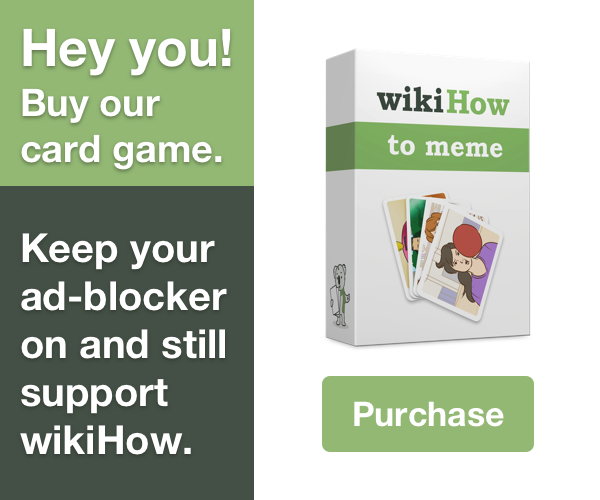 Hey you!
Buy our
card game.
Keep your
ad-blocker
on and still
support
wikiHow.
wikiHow
to meme
Purchase